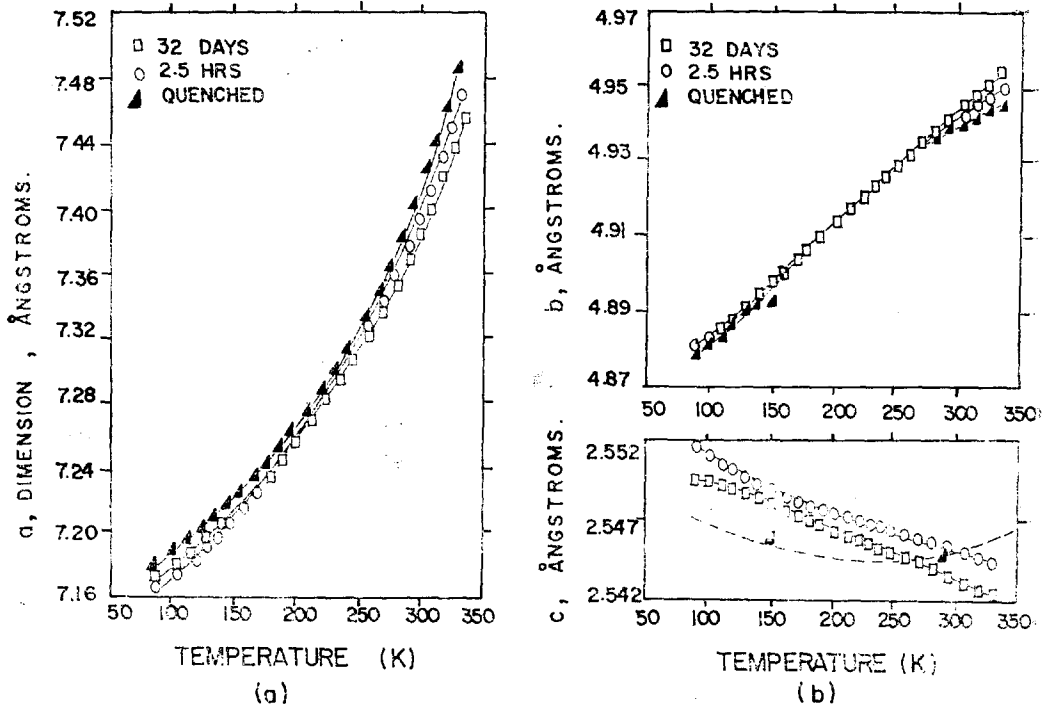 7.52
7.48
7.44
7.40
7.36
7.32
7.28
7.24
7.20
7.16
a, DIMENSION , ÅNGSTROMS.
32 DAYS
2.5 HRS
QUENCHED
50 100 150 200 250 300 350
TEMPERATURE (K)
(a)
4.97
4.95
4.93
4.91
4.89
4.87
b, ÅNGSTROMS.
32 DAYS
2.5 HRS
QUENCHED
50 100 150 200 250 300 350
2.552
2.547
2.542
c, ÅNGSTROMS.
50 100 150 200 250 300 350
TEMPERATURE (K)
(b)